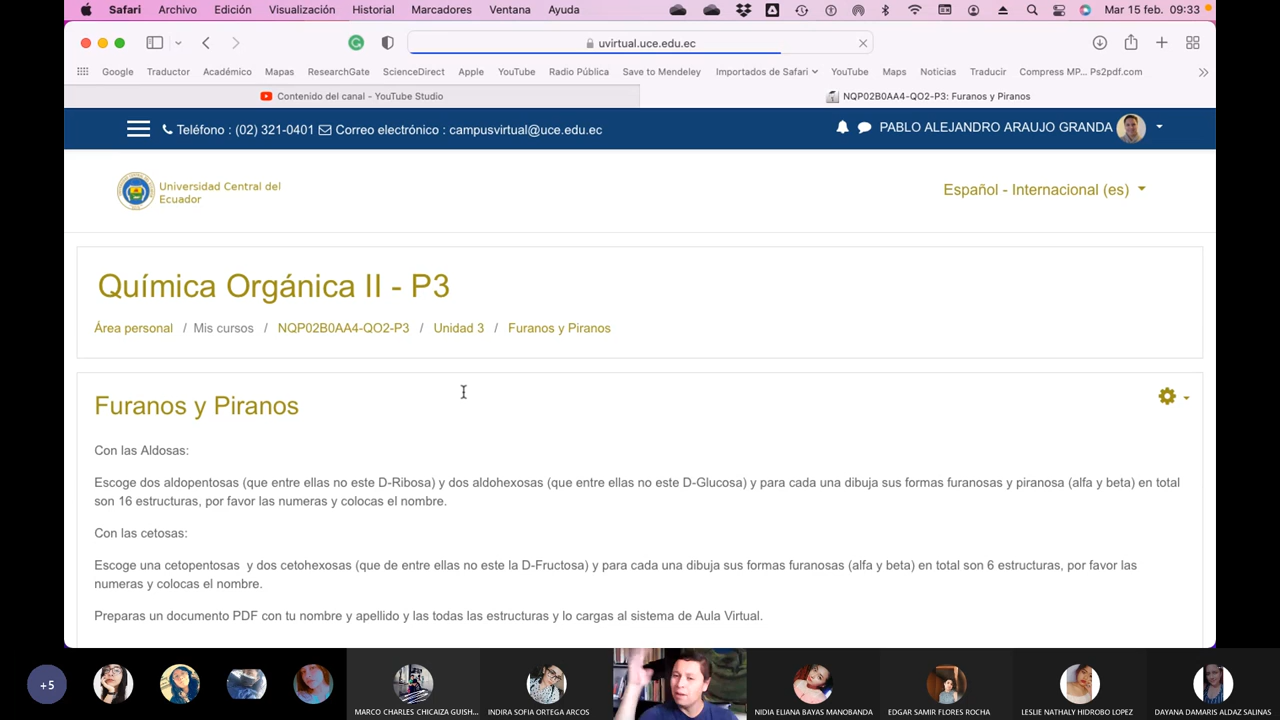 Safari Archivo Edición Visualización Historial Marcadores Ventana Ayuda Mar 15 feb. 09:33
uvirtual.uce.edu.ec
Google Traductor Académico Mapas ResearchGate ScienceDirect Apple YouTube Radio Pública Save to Mendeley Importados de Safari YouTube Maps Noticias Traducir Compress MP... Ps2pdf.com
Contenido del canal - YouTube Studio NQP02B0AA4-QO2-P3: Furanos y Piranos
Teléfono : (02) 321-0401 Correo electrónico : campusvirtual@uce.edu.ec PABLO ALEJANDRO ARAUJO GRANDA
Universidad Central del
Ecuador
Español - Internacional (es)
Química Orgánica II - P3
Área personal / Mis cursos / NQP02B0AA4-QO2-P3 / Unidad 3 / Furanos y Piranos
Furanos y Piranos
Con las Aldosas:
Escoge dos aldopentosas (que entre ellas no este D-Ribosa) y dos aldohexosas (que entre ellas no este D-Glucosa) y para cada una dibuja sus formas furanosas y piranosa (alfa y beta) en total
son 16 estructuras, por favor las numeras y colocas el nombre.
Con las cetosas:
Escoge una cetopentosas y dos cetohexosas (que de entre ellas no este la D-Fructosa) y para cada una dibuja sus formas furanosas (alfa y beta) en total son 6 estructuras, por favor las
numeras y colocas el nombre.
Preparas un documento PDF con tu nombre y apellido y las todas las estructuras y lo cargas al sistema de Aula Virtual.
+5
MARCO CHARLES CHICAIZA GUISH... INDIRA SOFIA ORTEGA ARCOS NIDIA ELIANA BAYAS MANOBANDA EDGAR SAMIR FLORES ROCHA LESLIE NATHALY HIDROBO LOPEZ DAYANA DAMARIS ALDAZ SALINAS